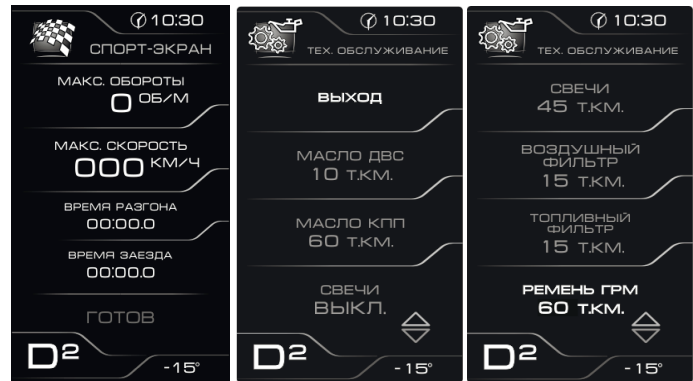 10:30
СПОРТ-ЭКРАН
МАКС. ОБОРОТЫ
0 ОБ/М
МАКС. СКОРОСТЬ
000 КМ/Ч
ВРЕМЯ РАЗГОНА
00:00.0
ВРЕМЯ ЗАЕЗДА
00:00.0
ГОТОВ
D2
-15°
10:30
ТЕХ. ОБСЛУЖИВАНИЕ
ВЫХОД
МАСЛО ДВС
10 Т.КМ.
МАСЛО КПП
60 Т.КМ.
СВЕЧИ
ВЫКЛ.
D2
-15°
10:30
ТЕХ. ОБСЛУЖИВАНИЕ
СВЕЧИ
45 Т.КМ.
ВОЗДУШНЫЙ
ФИЛЬТР
15 Т.КМ.
ТОПЛИВНЫЙ
ФИЛЬТР
15 Т.КМ.
РЕМЕНЬ ГРМ
60 Т.КМ.
D2
-15°